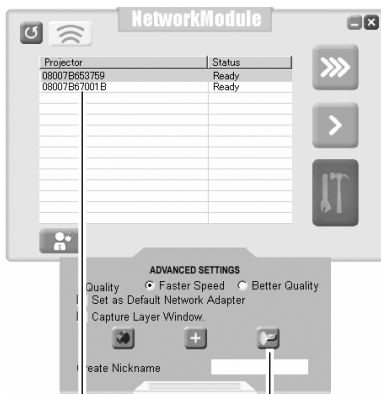 NetworkModule
Projector Status
08007B653759 Ready
08007B67001B Ready
ADVANCED SETTINGS
Quality Faster Speed Better Quality
Set as Default Network Adapter
Capture Layer Window.
Create Nickname